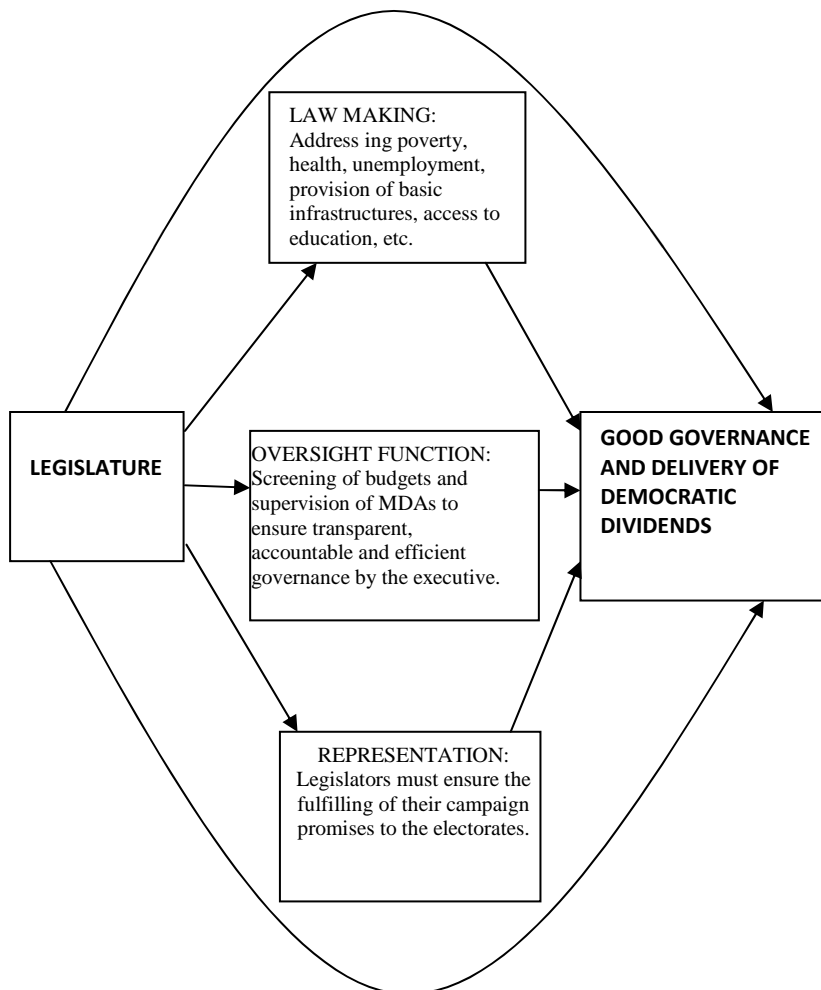 LAW MAKING:
Address ing poverty,
health, unemployment,
provision of basic
infrastructures, access to
education, etc.
LEGISLATURE
OVERSIGHT FUNCTION:
Screening of budgets and
supervision of MDAs to
ensure transparent,
accountable and efficient
governance by the executive.
GOOD GOVERNANCE
AND DELIVERY OF
DEMOCRATIC
DIVIDENDS
REPRESENTATION:
Legislators must ensure the
fulfilling of their campaign
promises to the electorates.